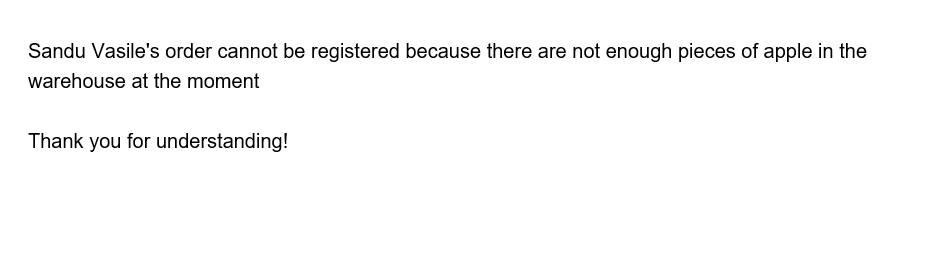 Sandu Vasile's order cannot be registered because there are not enough pieces of apple in the
warehouse at the moment
Thank you for understanding!